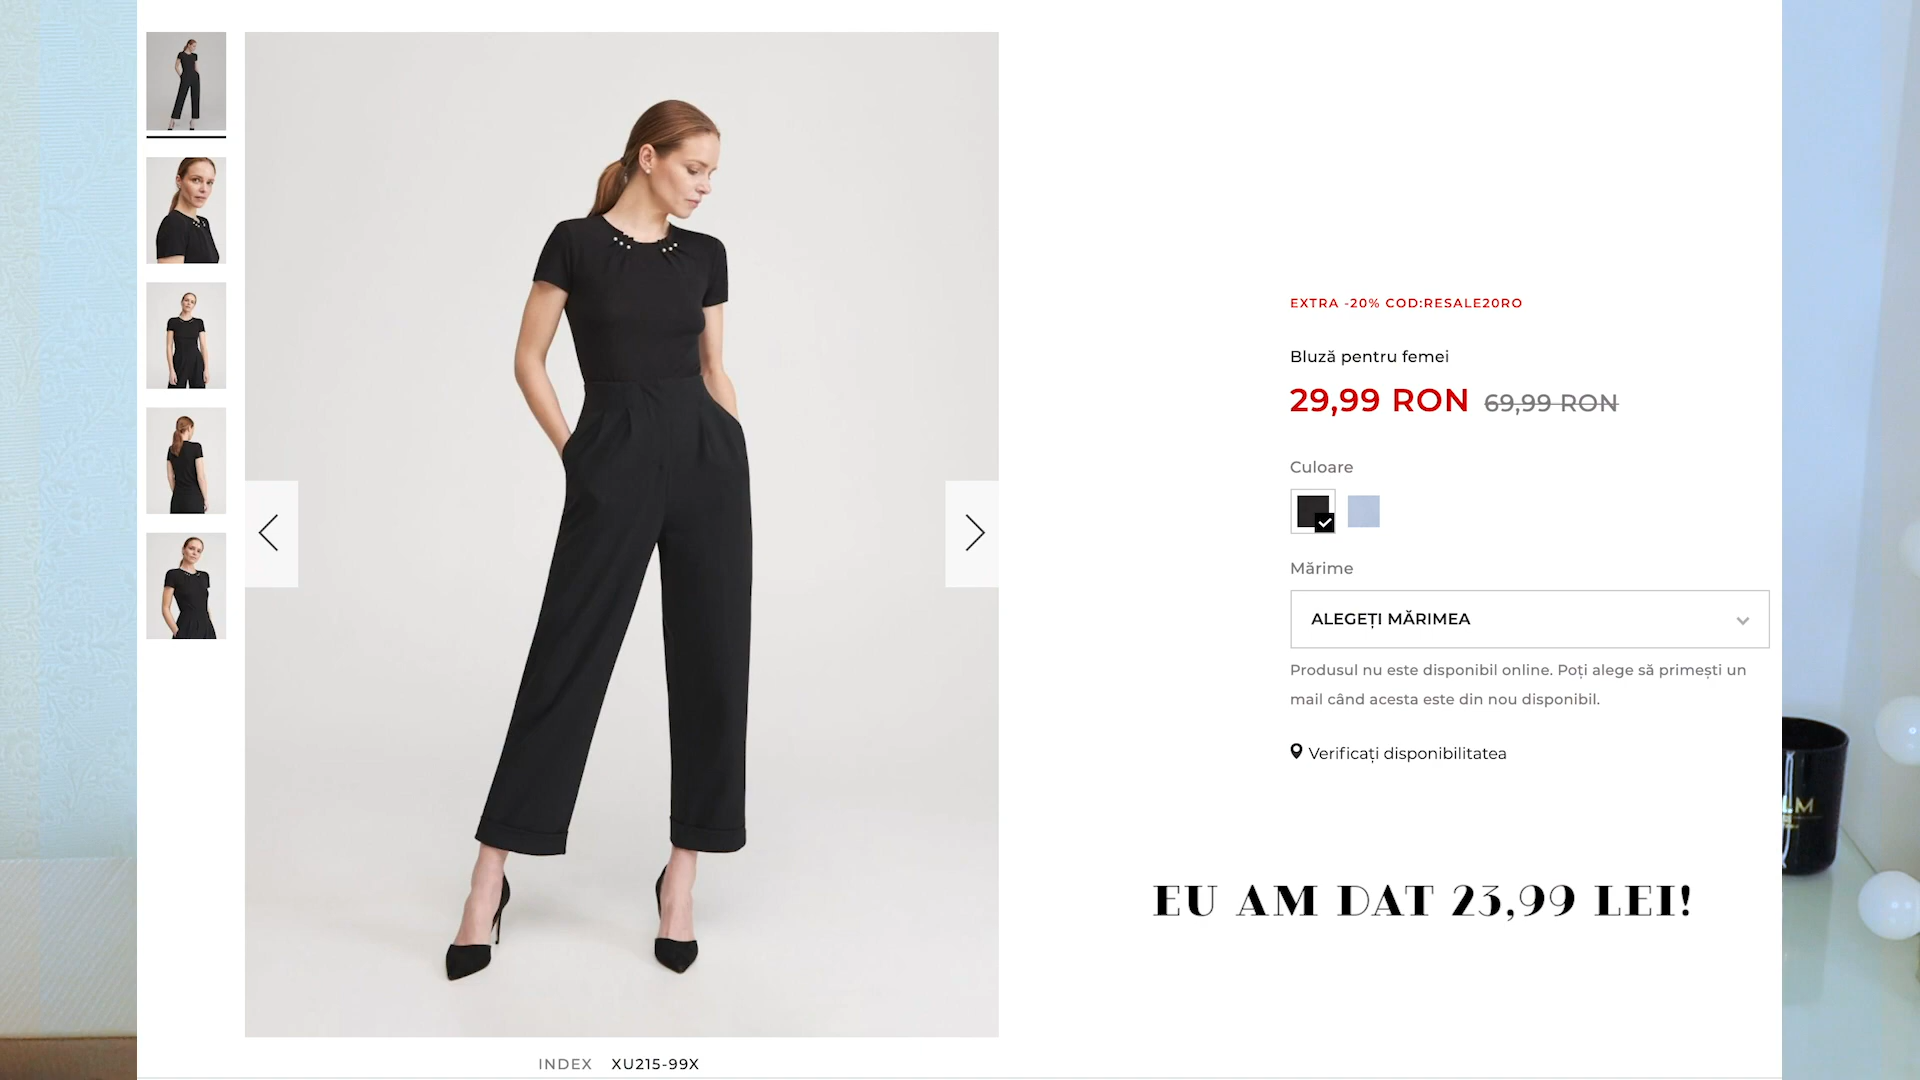 EXTRA -20% COD:RESALE20RO
Bluză pentru femei
29,99 RON 69,99 RON
Culoare
Mărime
ALEGEȚI MĂRIMEA
Produsul nu este disponibil online. Poți alege să primești un
mail când acesta este din nou disponibil.
Verificați disponibilitatea
EU AM DAT 23,99 LEI!
INDEX XU215-99X